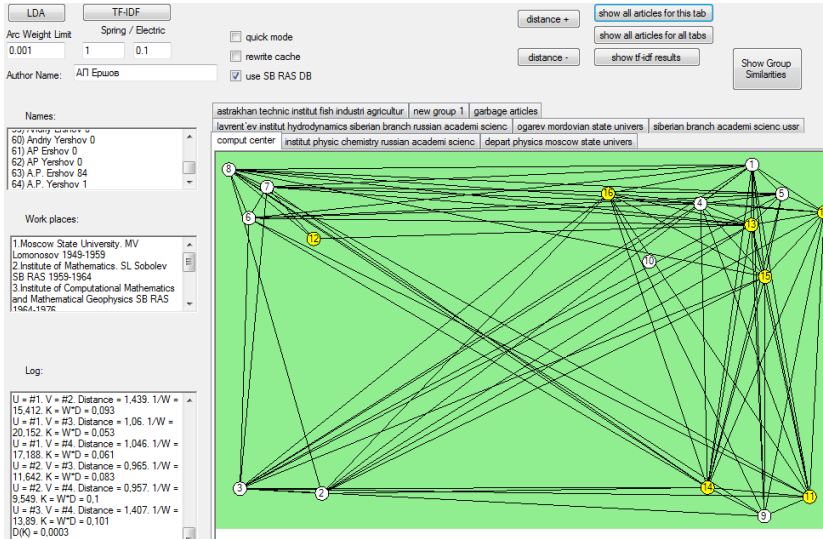 LDA
TF-IDF
Arc Weight Limit
Spring / Electric
0.001
1
0.1
Author Name:
АП Ершов
quick mode
rewrite cache
use SB RAS DB
distance +
distance -
show all articles for this tab
show all articles for all tabs
show tf-idf results
Show Group
Similarities
Names:
60) Andriy Yershov 0
61) AP Ershov 0
62) AP Yershov 0
63) A.P. Ershov 84
64) A.P. Yershov 1
Work places:
1.Moscow State University. MV
Lomonosov 1949-1959
2.Institute of Mathematics. SL Sobolev
SB RAS 1959-1964
3.Institute of Computational Mathematics
and Mathematical Geophysics SB RAS
1964-1976
Log:
U = #1. V = #2. Distance = 1,439. 1/W =
15,412. K = W*D = 0,093
U = #1. V = #3. Distance = 1,06. 1/W =
20,152. K = W*D = 0,053
U = #1. V = #4. Distance = 1,046. 1/W =
17,188. K = W*D = 0,061
U = #2. V = #3. Distance = 0,965. 1/W =
11,642. K = W*D = 0,083
U = #2. V = #4. Distance = 0,957. 1/W =
9,549. K = W*D = 0,1
U = #3. V = #4. Distance = 1,407. 1/W =
13,89. K = W*D = 0,101
D(K) = 0,0003
astrakhan technic institut fish industri agricultur
new group 1
garbage articles
lavrent`ev institut hydrodynamics siberian branch russian academi scienc
ogarev mordovian state univers
siberian branch academi scienc ussr
comput center
institut physic chemistry russian academi scienc
depart physics moscow state univers
8
7
6
12
16
10
4
1
5
13
15
3
2
14
9
11